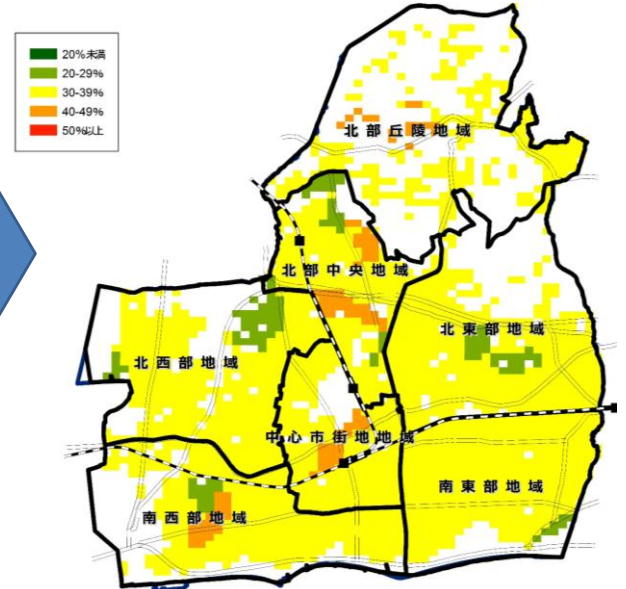 20%未満
20-29%
30-39%
40-49%
50%以上
北部丘陵地域
北部中央地域
北東部地域
北西部地域
中心市街地地域
南東部地域
南西部地域